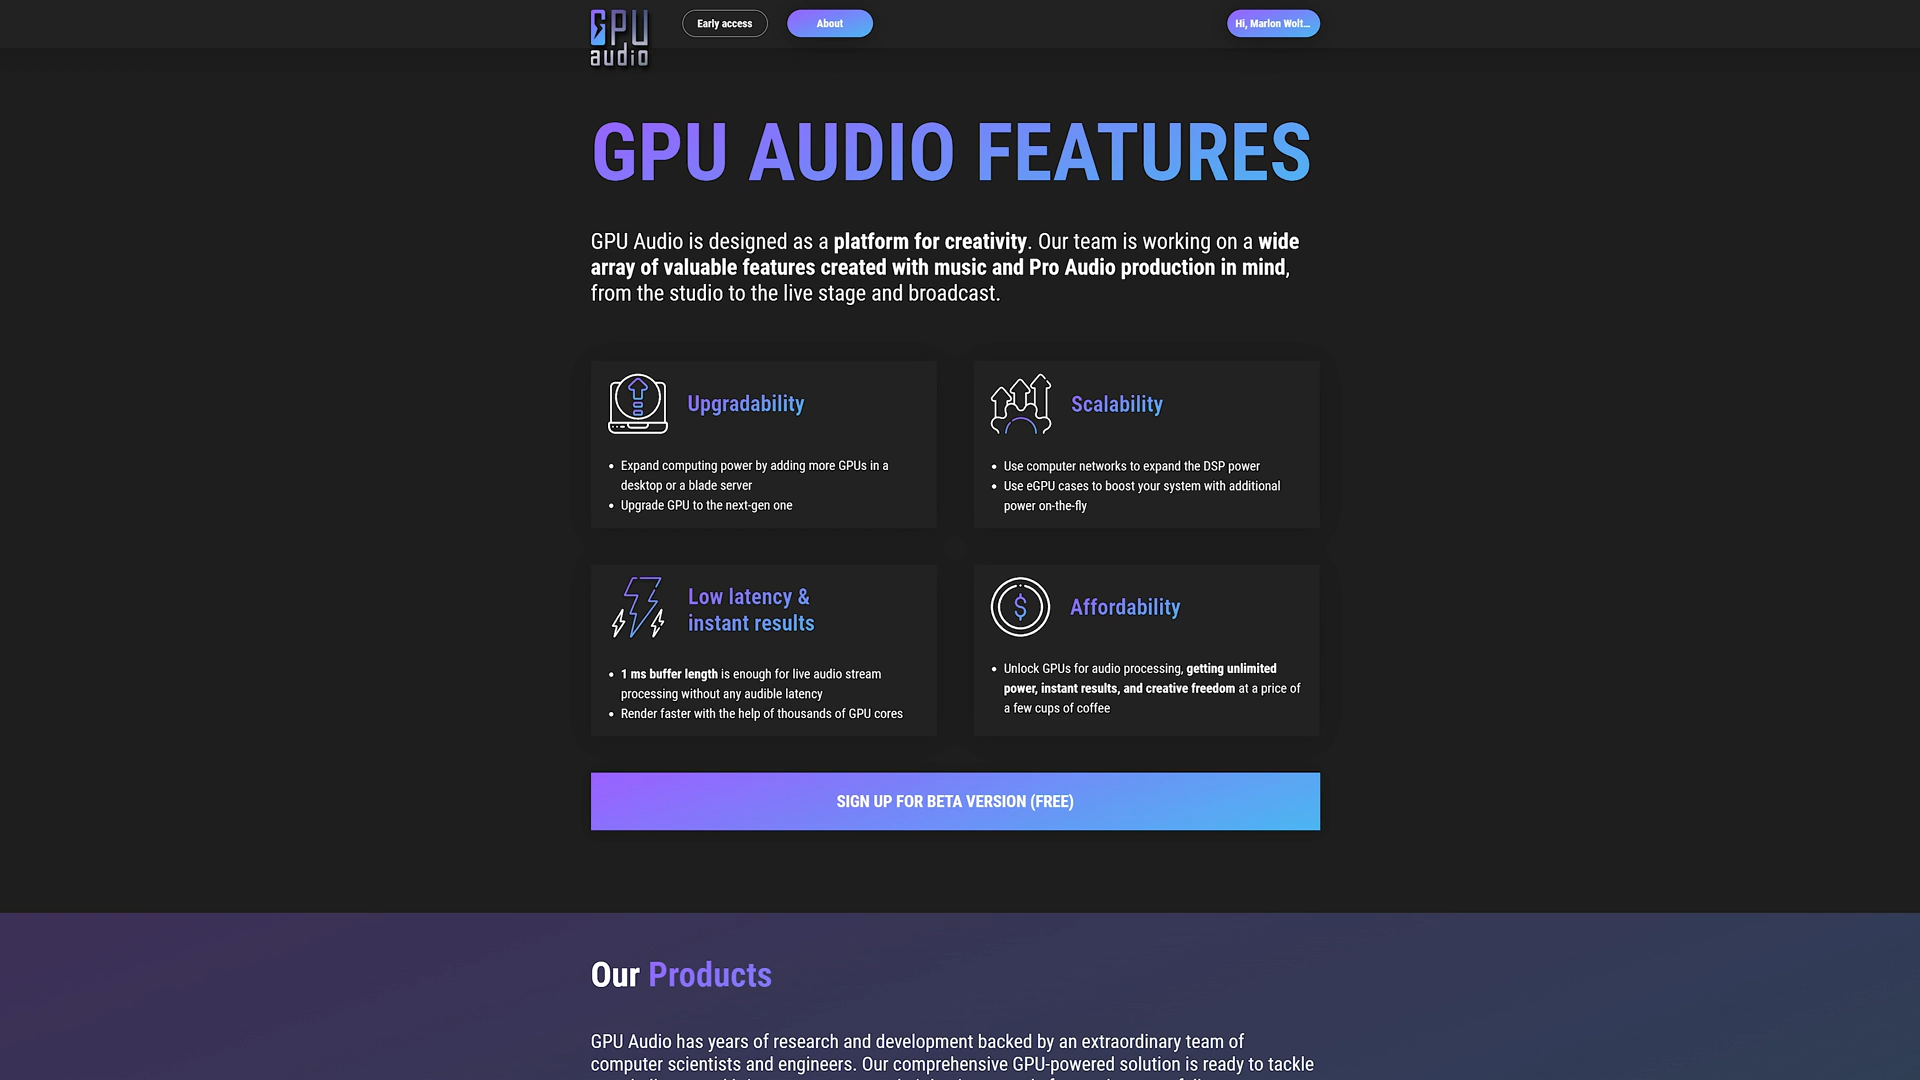 GPU
audio
Early access
About
Hi, Marlon Wolt...
GPU AUDIO FEATURES
GPU Audio is designed as a platform for creativity. Our team is working on a wide
array of valuable features created with music and Pro Audio production in mind,
from the studio to the live stage and broadcast.
Upgradability
• Expand computing power by adding more GPUs in a
desktop or a blade server
• Upgrade GPU to the next-gen one
Scalability
• Use computer networks to expand the DSP power
• Use eGPU cases to boost your system with additional
power on-the-fly
Low latency &
instant results
• 1 ms buffer length is enough for live audio stream
processing without any audible latency
• Render faster with the help of thousands of GPU cores
$
Affordability
• Unlock GPUs for audio processing, getting unlimited
power, instant results, and creative freedom at a price of
a few cups of coffee
SIGN UP FOR BETA VERSION (FREE)
Our Products
GPU Audio has years of research and development backed by an extraordinary team of
computer scientists and engineers. Our comprehensive GPU-powered solution is ready to tackle